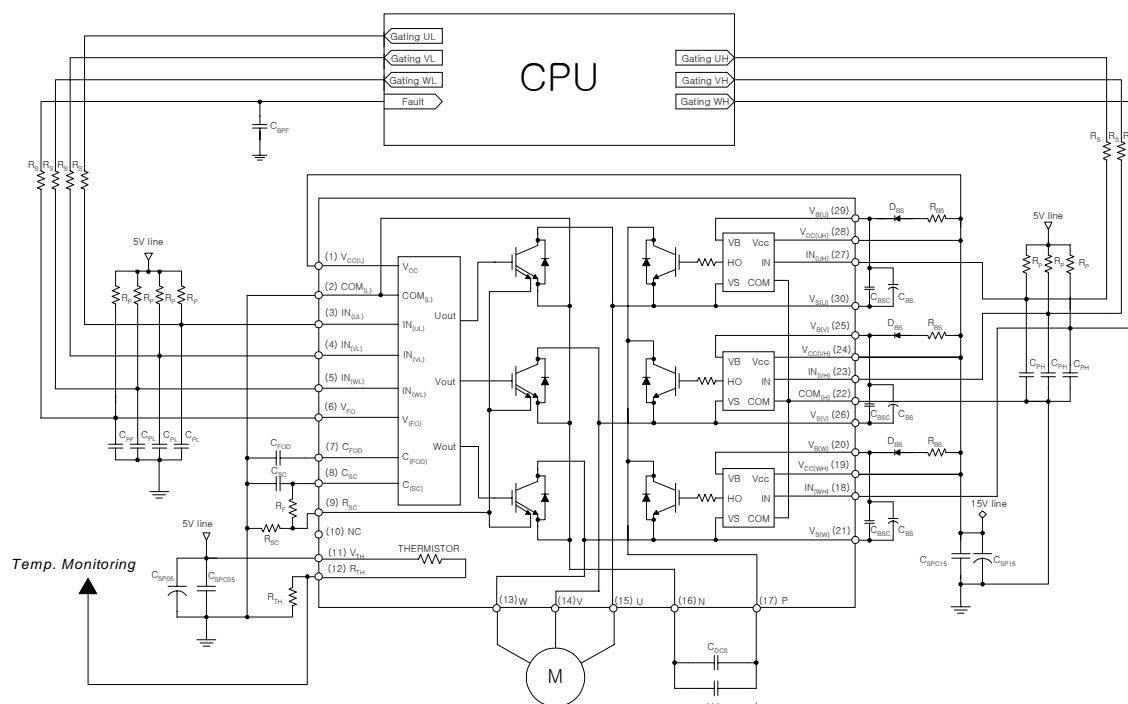 Gating UL
Gating VL
Gating WL
Fault
CPU
Gating UH
Gating VH
Gating WH
C_BPF
R_S R_S R_S R_S
R_S R_S R
5V line
R_P R_P R_P R_P
C_PF C_PL C_PL C_PL
(1) V_CC(L)
(2) COM_(L)
(3) IN_(UL)
(4) IN_(VL)
(5) IN_(WL)
(6) V_FO
(7) C_FOD
(8) C_SC
(9) R_SC
(10) NC
(11) V_TH
(12) R_TH
V_CC
COM_(L)
IN_(UL)
IN_(VL)
IN_(WL)
V_(FO)
C_(FOD)
C_(SC)
Uout
Vout
Wout
C_FOD
C_SC
R_F
R_SC
5V line
C_SP05
C_SPC05
R_TH
THERMISTOR
Temp. Monitoring
VB Vcc
HO IN
VS COM
VB Vcc
HO IN
VS COM
VB Vcc
HO IN
VS COM
V_B(U) (29)
V_CC(UH) (28)
IN_(UH) (27)
V_S(U) (30)
V_B(V) (25)
V_CC(VH) (24)
IN_(VH) (23)
COM_(H) (22)
V_S(V) (26)
V_B(W) (20)
V_CC(WH) (19)
IN_(WH) (18)
V_S(W) (21)
D_BS R_BS
C_BSC C_BS
D_BS R_BS
C_BSC C_BS
D_BS R_BS
C_BSC C_BS
5V line
R_P R_P R_P
C_PH C_PH C_PH
15V line
C_SPC15 C_SP15
(13) W
(14) V
(15) U
(16) N
(17) P
M
C_DCS